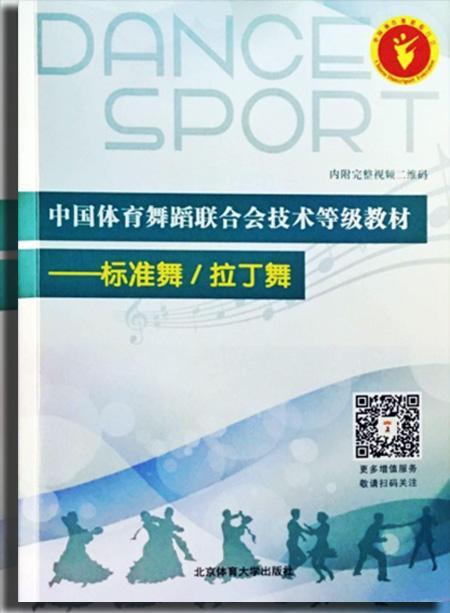 DANCE
SPORT
内附完整视频二维码
中国体育舞蹈联合会技术等级教材
——标准舞 / 拉丁舞
更多增值服务
敬请扫码关注
北京体育大学出版社